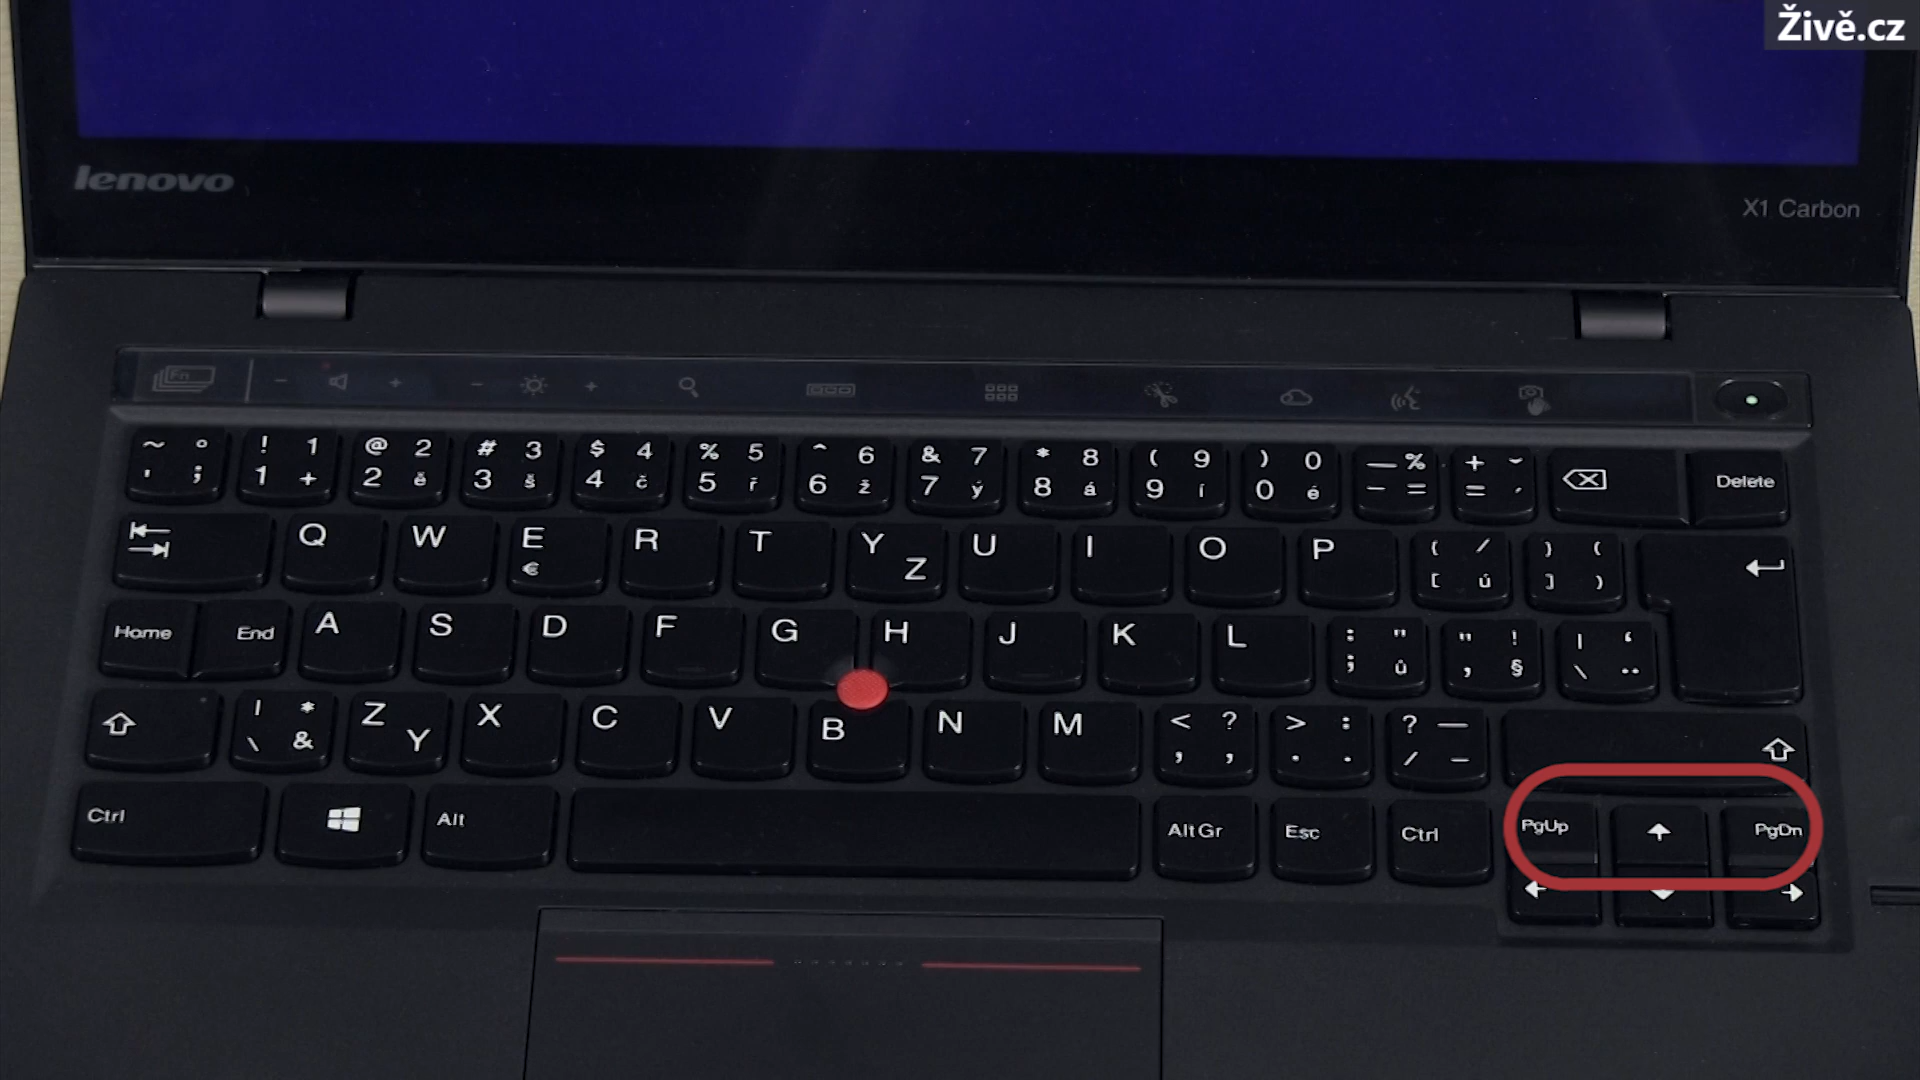 Živě.cz
lenovo
X1 Carbon
Fn - + - +
~ ° ! 1 @ 2 # 3 $ 4 % 5 ^ 6 & 7 * 8 ( 9 ) 0 — % + ˇ Delete
' ; 1 + 2 ě 3 š 4 č 5 ř 6 ž 7 ý 8 á 9 í 0 é - = = ´
Q W E R T Y U I O P { / } (
€ Z [ ú ] )
Home End A S D F G H J K L : " " ! | '
; ů , § \ ¨
| * Z X C V B N M < ? > : ? —
\ & Y , , . . / -
Ctrl Alt AltGr Esc Ctrl PgUp PgDn